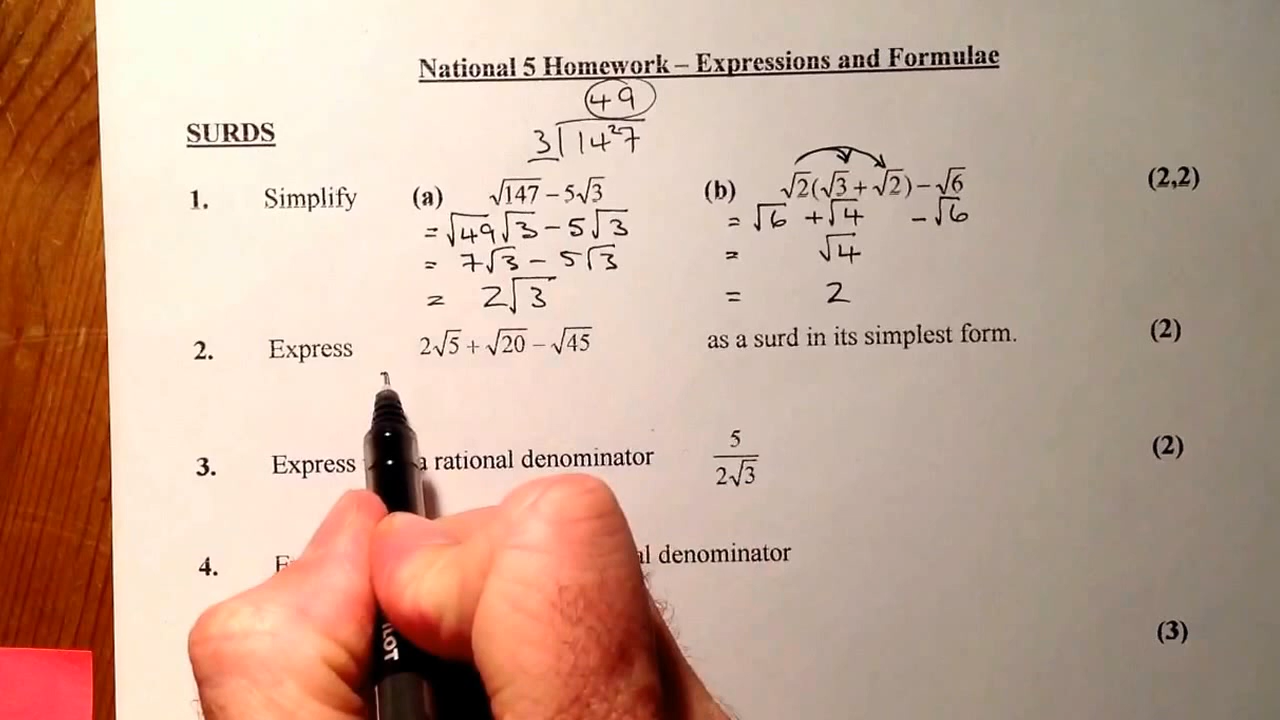 National 5 Homework – Expressions and Formulae
49
SURDS
3 14²7
1. Simplify (a) √147 – 5√3 (b) √2(√3 + √2) – √6 (2,2)
= √49√3 – 5√3 = √6 + √4 – √6
= 7√3 – 5√3 = √4
= 2√3 = 2
2. Express 2√5 + √20 – √45 as a surd in its simplest form. (2)
3. Express a rational denominator 5/2√3 (2)
4. denominator
(3)